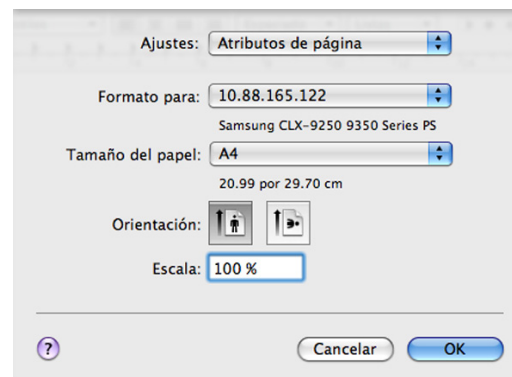 Ajustes: Atributos de página
Formato para: 10.88.165.122
Samsung CLX-9250 9350 Series PS
Tamaño del papel: A4
20.99 por 29.70 cm
Orientación:
Escala: 100 %
? Cancelar OK